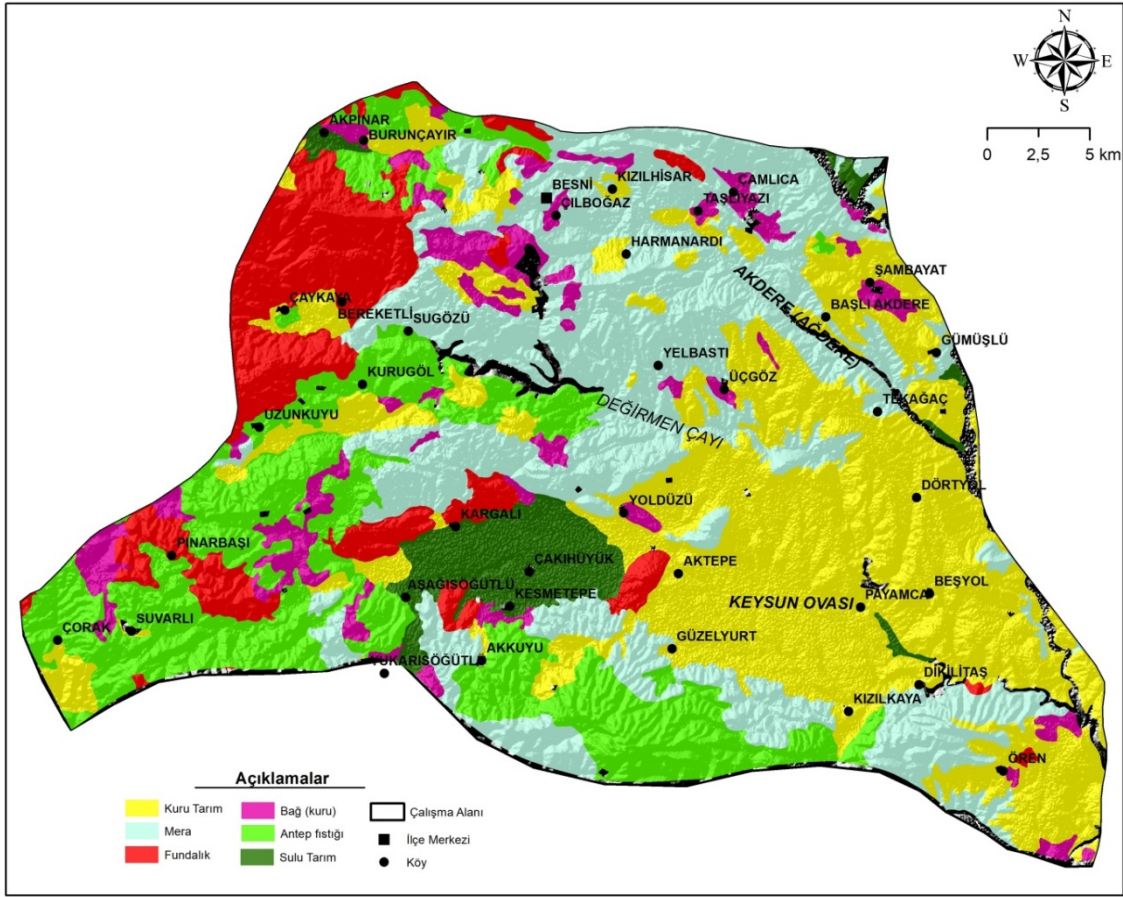 N
W E
S
0 2,5 5 km
AKPINAR
BURUNÇAYIR
BESNİ
KIZILHİSAR
ÇAMLICA
ÇILBOĞAZ
TAŞLIYAZI
HARMANARDI
AKDERE (AĞDERE)
ŞAMBAYAT
ÇAYKAYA
BEREKETLİ
BAŞLI AKDERE
SUGÖZÜ
GÜMÜŞLÜ
YELBASTI
KURUGÖL
ÜÇGÖZ
DEĞİRMEN ÇAYI
TEKAĞAÇ
UZUNKUYU
DÖRTYOL
YOLDÜZÜ
KARGALI
PINARBAŞI
ÇAKIHÜYÜK
AKTEPE
AŞAĞISÖĞÜTLÜ
BEŞYOL
KESMETEPE
KEYSUN OVASI
PAYAMCA
SUVARLI
ÇORAK
GÜZELYURT
AKKUYU
YUKARISÖĞÜTLÜ
DİKİLİTAŞ
KIZILKAYA
ÖREN
Açıklamalar
Kuru Tarım
Bağ (kuru)
Çalışma Alanı
Mera
Antep fıstığı
İlçe Merkezi
Fundalık
Sulu Tarım
Köy